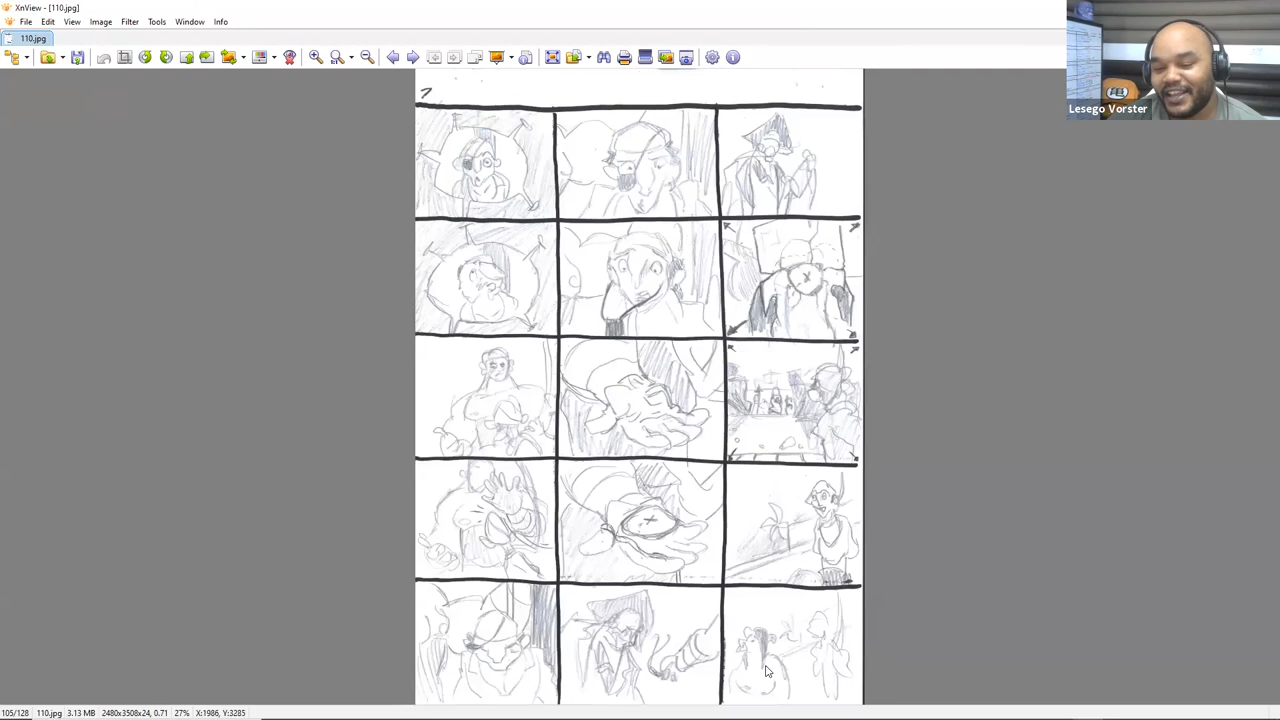 XnView - [110.jpg]
File Edit View Image Filter Tools Window Info
110.jpg
Lesego Vorster
7
105/128 110.jpg 3.13 MB 2480x3508x24, 0.71 27% X:1986, Y:3285